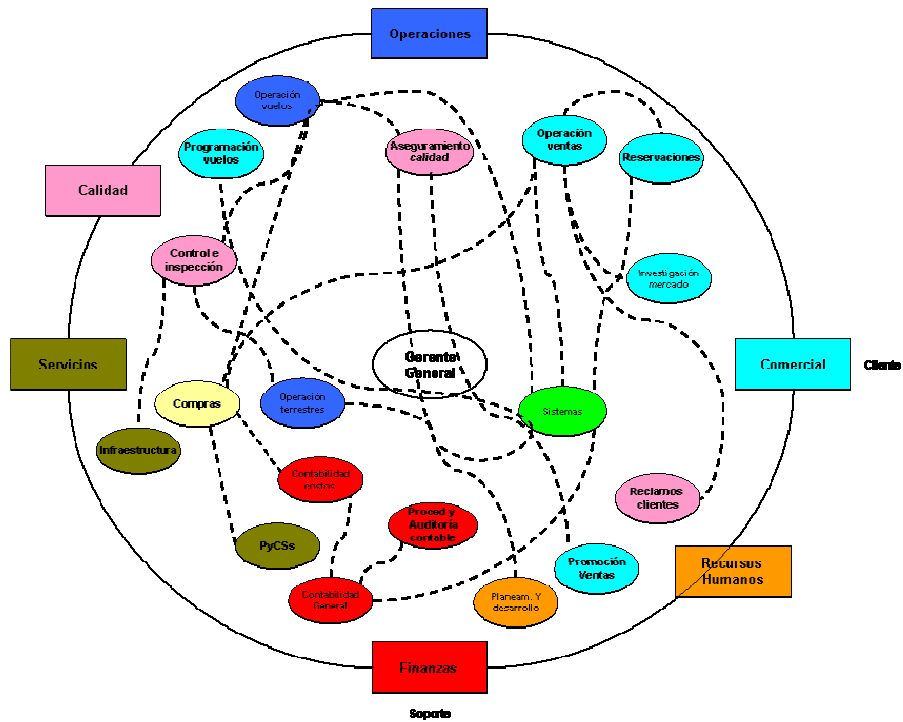 Operaciones
Operación
vuelos
Programación
vuelos
Aseguramiento
calidad
Operación
ventas
Reservaciones
Calidad
Control e
inspección
Investigación
mercado
Servicios
Gerente
General
Comercial
Cliente
Compras
Operación
terrestres
Sistemas
Infraestructura
Contabilidad
costos
Reclamos
clientes
Proced y
Auditoría
contable
PyCSs
Promoción
Ventas
Recursos
Humanos
Contabilidad
General
Planeam. Y
desarrollo
Finanzas
Soporte